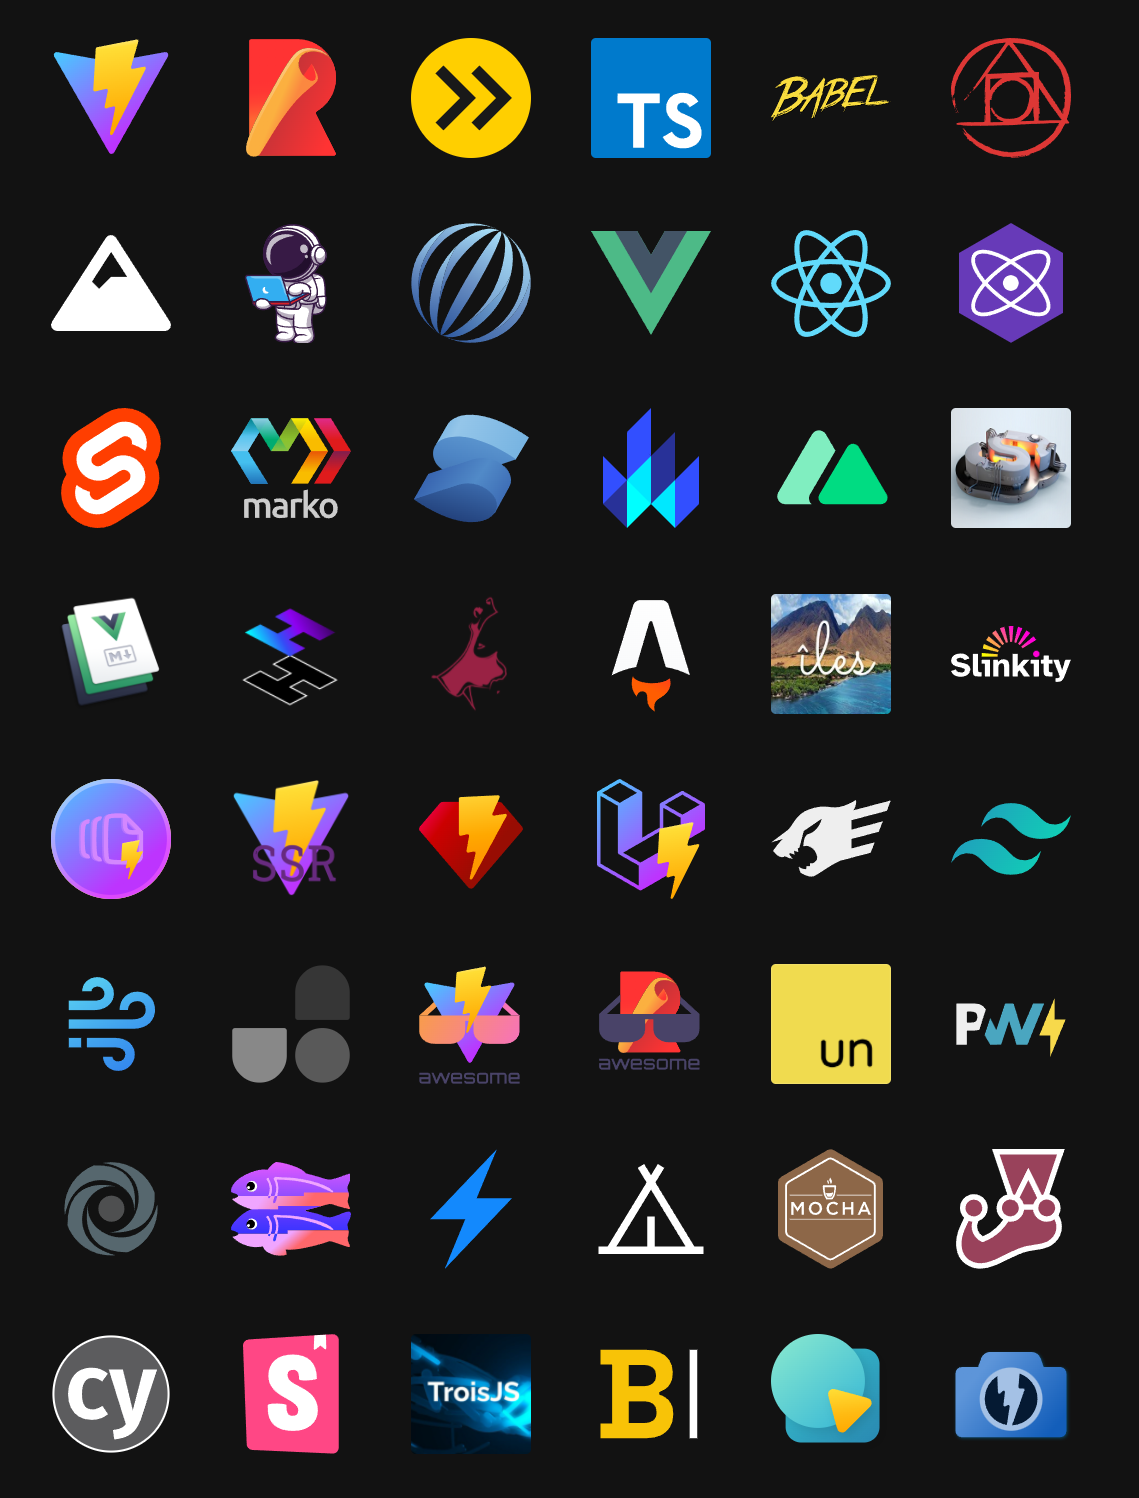 TS
BABEL
marko
M
îles
Slinkity
SSR
awesome
awesome
un
PW
MOCHA
cy
S
TroisJS
B